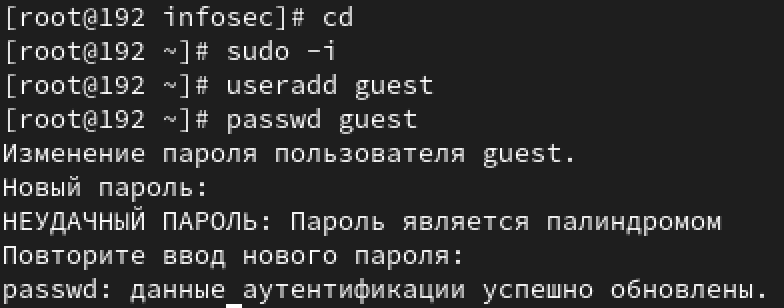 [root@192 infosec]# cd
[root@192 ~]# sudo -i
[root@192 ~]# useradd guest
[root@192 ~]# passwd guest
Изменение пароля пользователя guest.
Новый пароль:
НЕУДАЧНЫЙ ПАРОЛЬ: Пароль является палиндромом
Повторите ввод нового пароля:
passwd: данные аутентификации успешно обновлены.